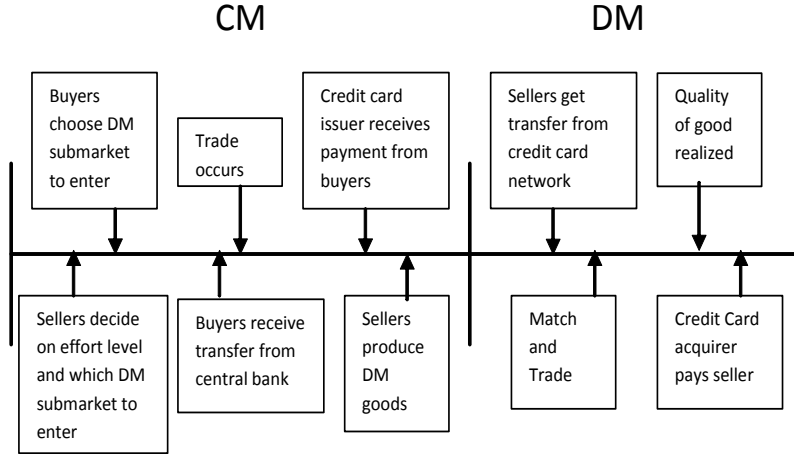 CM
DM
Buyers
choose DM
submarket
to enter
Trade
occurs
Credit card
issuer receives
payment from
buyers
Sellers get
transfer from
credit card
network
Quality
of good
realized
Sellers decide
on effort level
and which DM
submarket to
enter
Buyers receive
transfer from
central bank
Sellers
produce
DM
goods
Match
and
Trade
Credit Card
acquirer
pays seller